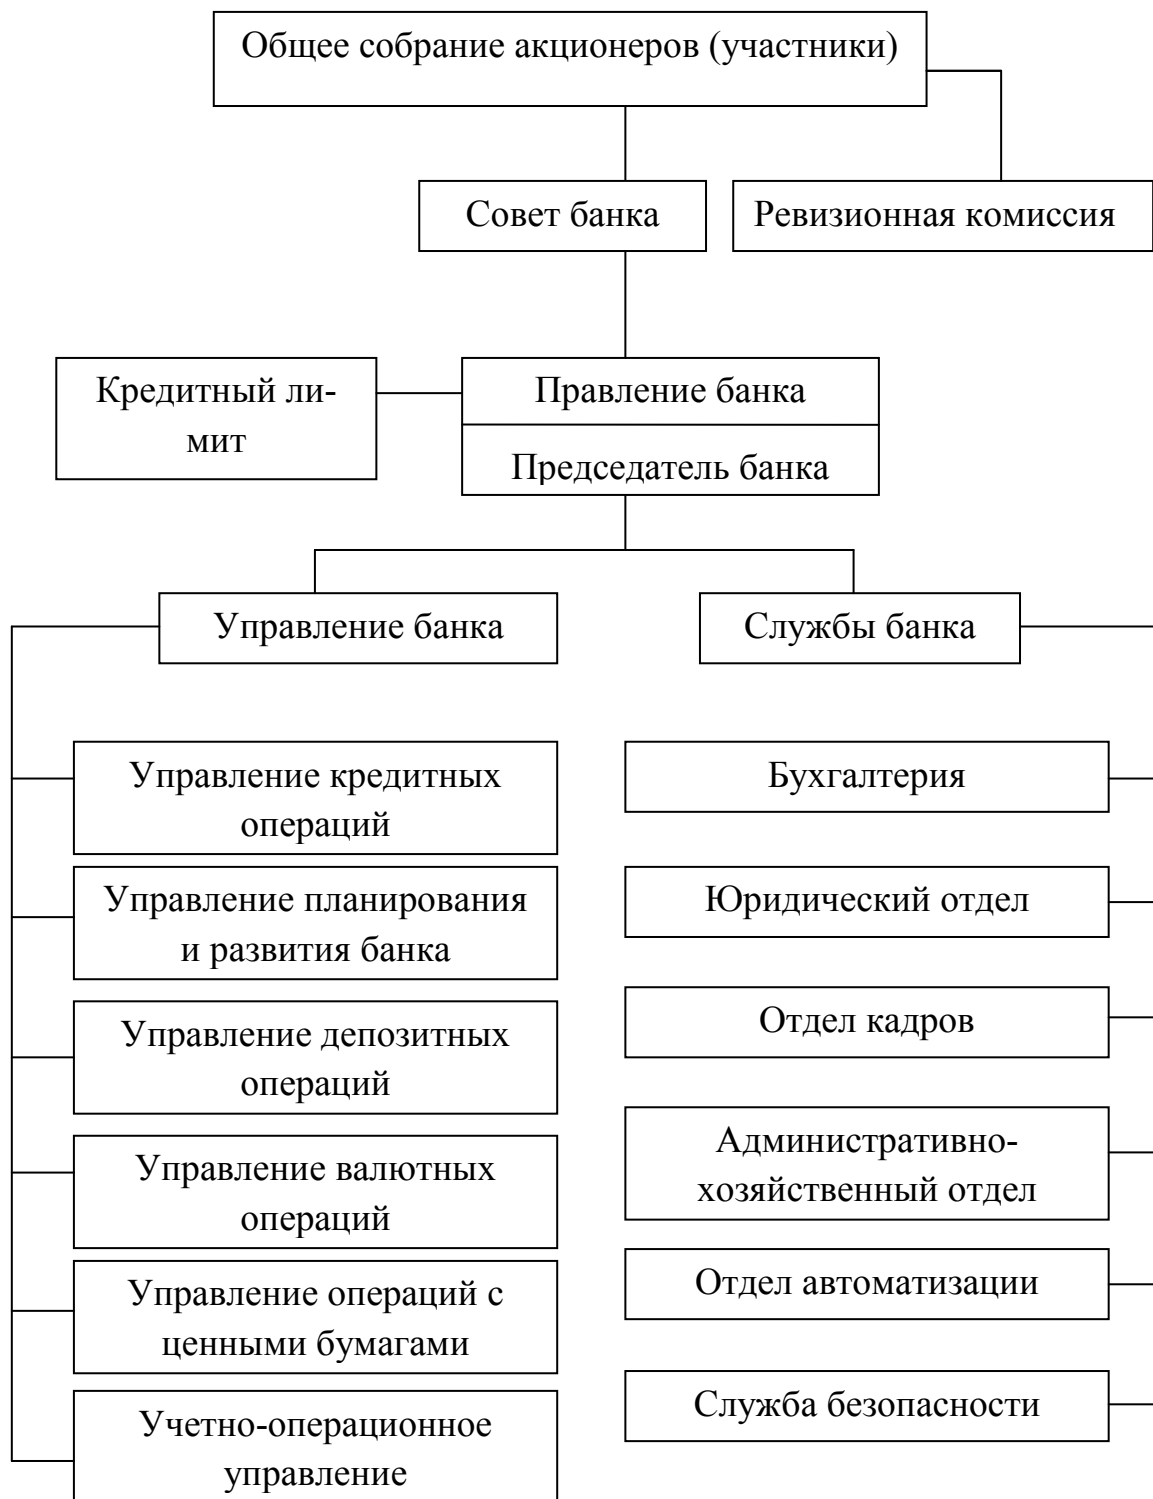 Общее собрание акционеров (участники)
Совет банка
Ревизионная комиссия
Кредитный ли-
мит
Правление банка
Председатель банка
Управление банка
Службы банка
Управление кредитных
операций
Управление планирования
и развития банка
Управление депозитных
операций
Управление валютных
операций
Управление операций с
ценными бумагами
Учетно-операционное
управление
Бухгалтерия
Юридический отдел
Отдел кадров
Административно-
хозяйственный отдел
Отдел автоматизации
Служба безопасности